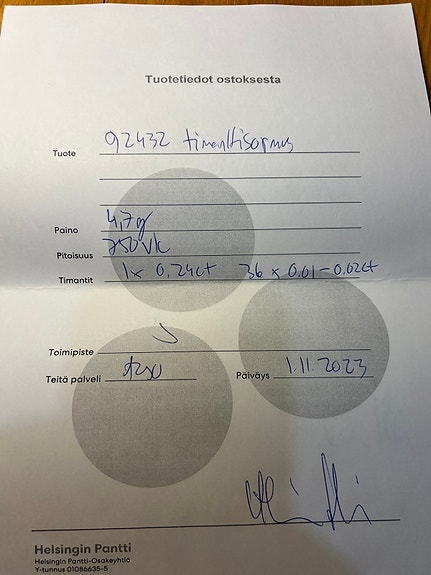 Tuotetiedot ostoksesta
Tuote 92432 timanttisormus
Paino 4,7 g
Pitoisuus 750 vk
Timantit 1x 0,24ct 36 x 0.01-0.02ct
Toimipiste
Teitä palveli Päiväys 1.11.2023
Helsingin Pantti
Helsingin Pantti-Osakeyhtiö
Y-tunnus 01086635-5